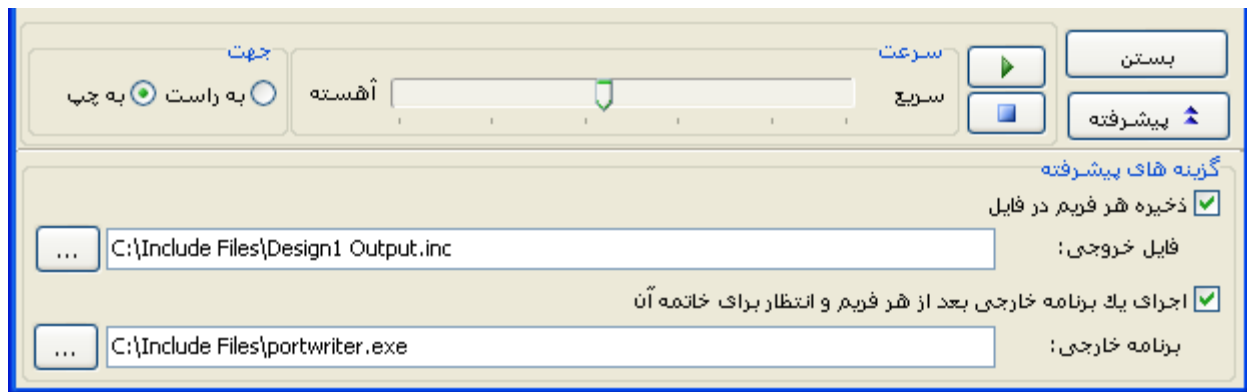 بستن
پیشرفته
سرعت
سریع
آهسته
جهت
به راست
به چپ
گزینه های پیشرفته
ذخیره هر فریم در فایل
فایل خروجی:
C:\Include Files\Design1 Output.inc
...
اجرای یك برنامه خارجی بعد از هر فریم و انتظار برای خاتمه آن
برنامه خارجی:
C:\Include Files\portwriter.exe
...